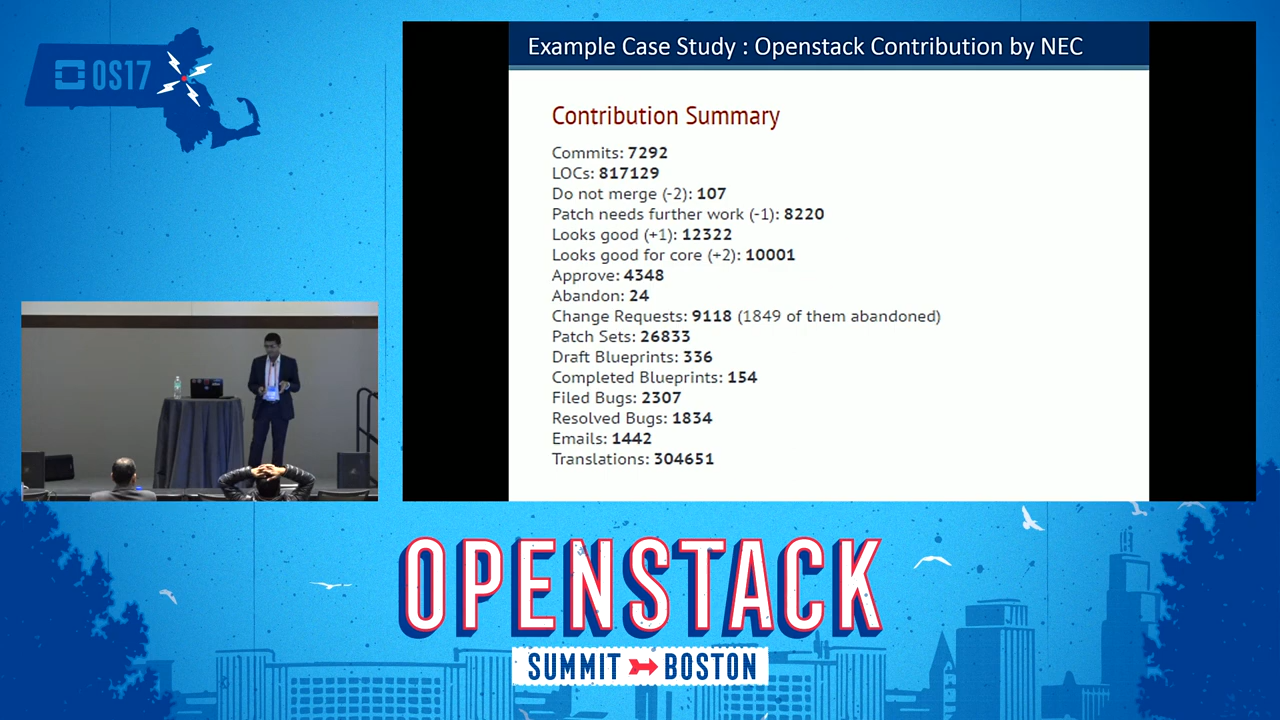 OS17
Example Case Study : Openstack Contribution by NEC
Contribution Summary
Commits: 7292
LOCs: 817129
Do not merge (-2): 107
Patch needs further work (-1): 8220
Looks good (+1): 12322
Looks good for core (+2): 10001
Approve: 4348
Abandon: 24
Change Requests: 9118 (1849 of them abandoned)
Patch Sets: 26833
Draft Blueprints: 336
Completed Blueprints: 154
Filed Bugs: 2307
Resolved Bugs: 1834
Emails: 1442
Translations: 304651
OPENSTACK
SUMMIT BOSTON